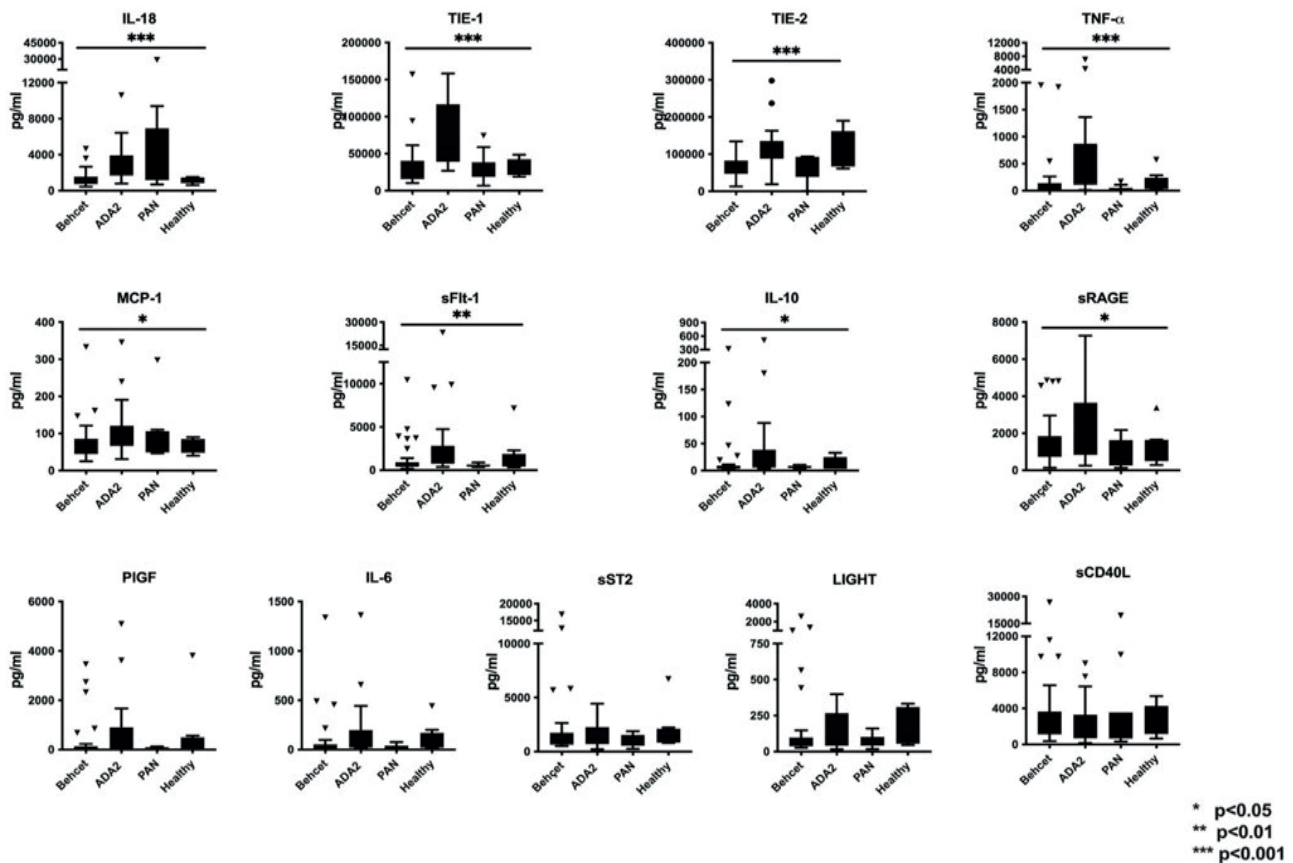 IL-18
***
45000
30000
12000
8000
4000
0
pg/ml
Behcet
ADA2
PAN
Healthy
TIE-1
***
200000
150000
100000
50000
0
pg/ml
Behcet
ADA2
PAN
Healthy
TIE-2
***
400000
300000
200000
100000
0
pg/ml
Behcet
ADA2
PAN
Healthy
TNF-α
***
12000
4000
2000
1500
1000
500
0
pg/ml
Behcet
ADA2
PAN
Healthy
MCP-1
*
400
300
200
100
0
pg/ml
Behcet
ADA2
PAN
Healthy
sFlt-1
**
30000
15000
10000
5000
0
pg/ml
Behcet
ADA2
PAN
Healthy
IL-10
*
900
600
300
200
150
100
50
0
pg/ml
Behcet
ADA2
PAN
Healthy
sRAGE
*
8000
6000
4000
2000
0
pg/ml
Behçet
ADA2
PAN
Healthy
PIGF
6000
4000
2000
0
pg/ml
Behcet
ADA2
PAN
Healthy
IL-6
1500
1000
500
0
pg/ml
Behcet
ADA2
PAN
Healthy
sST2
20000
15000
10000
5000
0
pg/ml
Behçet
ADA2
PAN
Healthy
LIGHT
4000
2000
750
500
250
0
pg/ml
Behcet
ADA2
PAN
Healthy
sCD40L
30000
15000
12000
8000
4000
0
pg/ml
Behcet
ADA2
PAN
Healthy
* p<0.05
** p<0.01
*** p<0.001